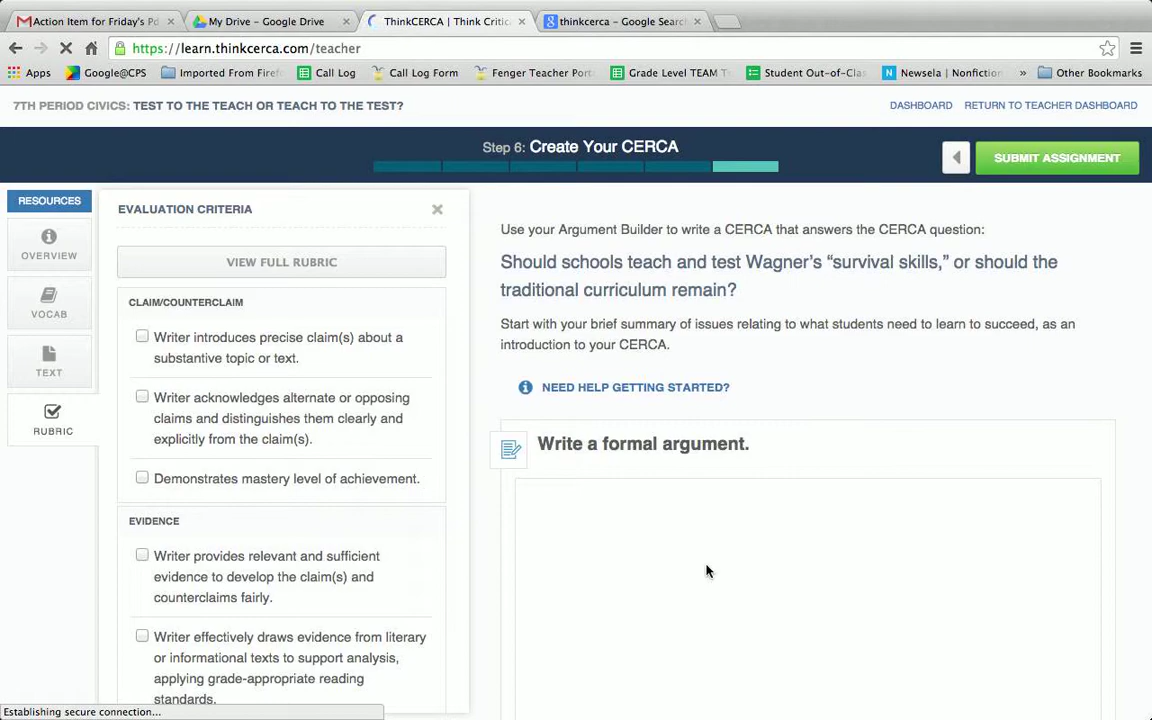 Action Item for Friday's Pd
My Drive - Google Drive
ThinkCERCA | Think Critic
thinkcerca - Google Search
https://learn.thinkcerca.com/teacher
Apps Google@CPS Imported From Firef Call Log Call Log Form Fenger Teacher Port Grade Level TEAM T Student Out-of-Clas Newsela | Nonfiction » Other Bookmarks
7TH PERIOD CIVICS: TEST TO THE TEACH OR TEACH TO THE TEST? DASHBOARD RETURN TO TEACHER DASHBOARD
Step 6: Create Your CERCA
SUBMIT ASSIGNMENT
RESOURCES
OVERVIEW
VOCAB
TEXT
RUBRIC
EVALUATION CRITERIA
VIEW FULL RUBRIC
CLAIM/COUNTERCLAIM
Writer introduces precise claim(s) about a
substantive topic or text.
Writer acknowledges alternate or opposing
claims and distinguishes them clearly and
explicitly from the claim(s).
Demonstrates mastery level of achievement.
EVIDENCE
Writer provides relevant and sufficient
evidence to develop the claim(s) and
counterclaims fairly.
Writer effectively draws evidence from literary
or informational texts to support analysis,
applying grade-appropriate reading
standards.
Use your Argument Builder to write a CERCA that answers the CERCA question:
Should schools teach and test Wagner's “survival skills,” or should the
traditional curriculum remain?
Start with your brief summary of issues relating to what students need to learn to succeed, as an
introduction to your CERCA.
NEED HELP GETTING STARTED?
Write a formal argument.
Establishing secure connection...